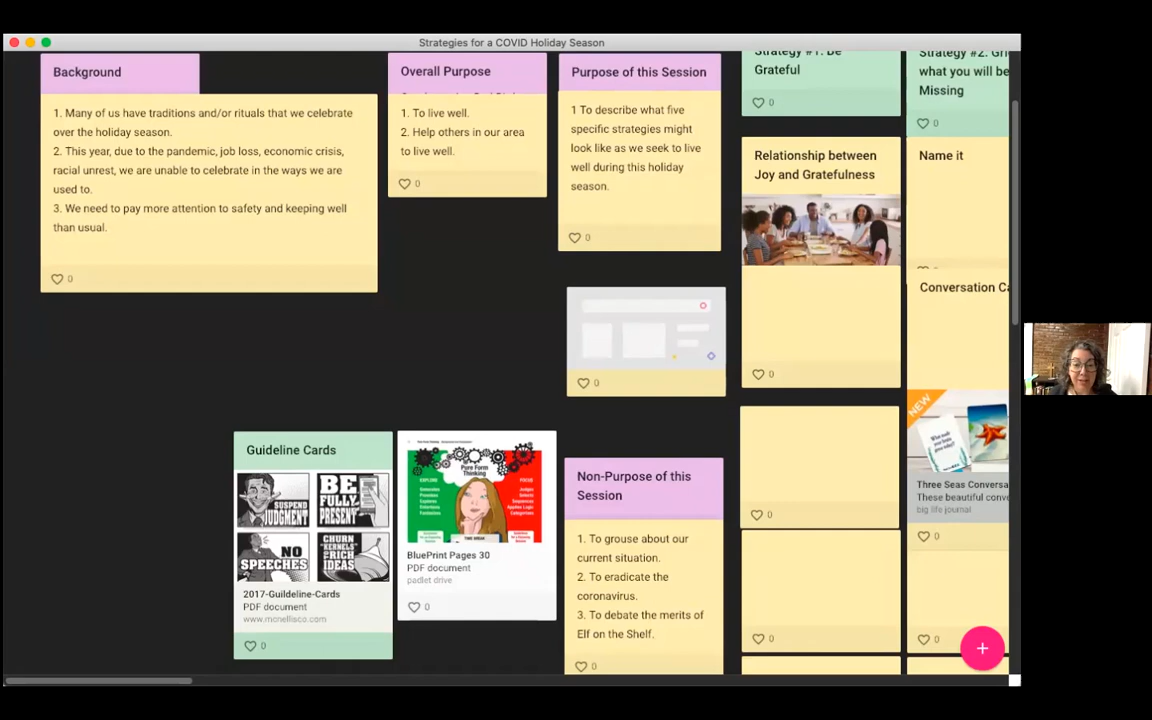 Strategies for a COVID Holiday Season
Background
1. Many of us have traditions and/or rituals that we celebrate
over the holiday season.
2. This year, due to the pandemic, job loss, economic crisis,
racial unrest, we are unable to celebrate in the ways we are
used to.
3. We need to pay more attention to safety and keeping well
than usual.
0
Overall Purpose
1. To live well.
2. Help others in our area
to live well.
0
Purpose of this Session
1 To describe what five
specific strategies might
look like as we seek to live
well during this holiday
season.
0
0
Guideline Cards
SUSPEND
JUDGMENT
BE
FULLY
PRESENT
NO
SPEECHES
CHURN
"KERNELS"
INTO RICH
IDEAS
2017-Guildeline-Cards
PDF document
www.mcnellisco.com
0
Pure Form
Thinking
EXPLORE
FOCUS
BluePrint Pages 30
PDF document
padlet drive
0
Non-Purpose of this
Session
1. To grouse about our
current situation.
2. To eradicate the
coronavirus.
3. To debate the merits of
Elf on the Shelf.
0
Strategy #1: Be
Grateful
0
Relationship between
Joy and Gratefulness
0
0
0
Strategy #2: Gri
what you will be
Missing
0
Name it
Conversation Ca
NEW
Three Seas Conversa
These beautiful conve
big life journal
0
0
+